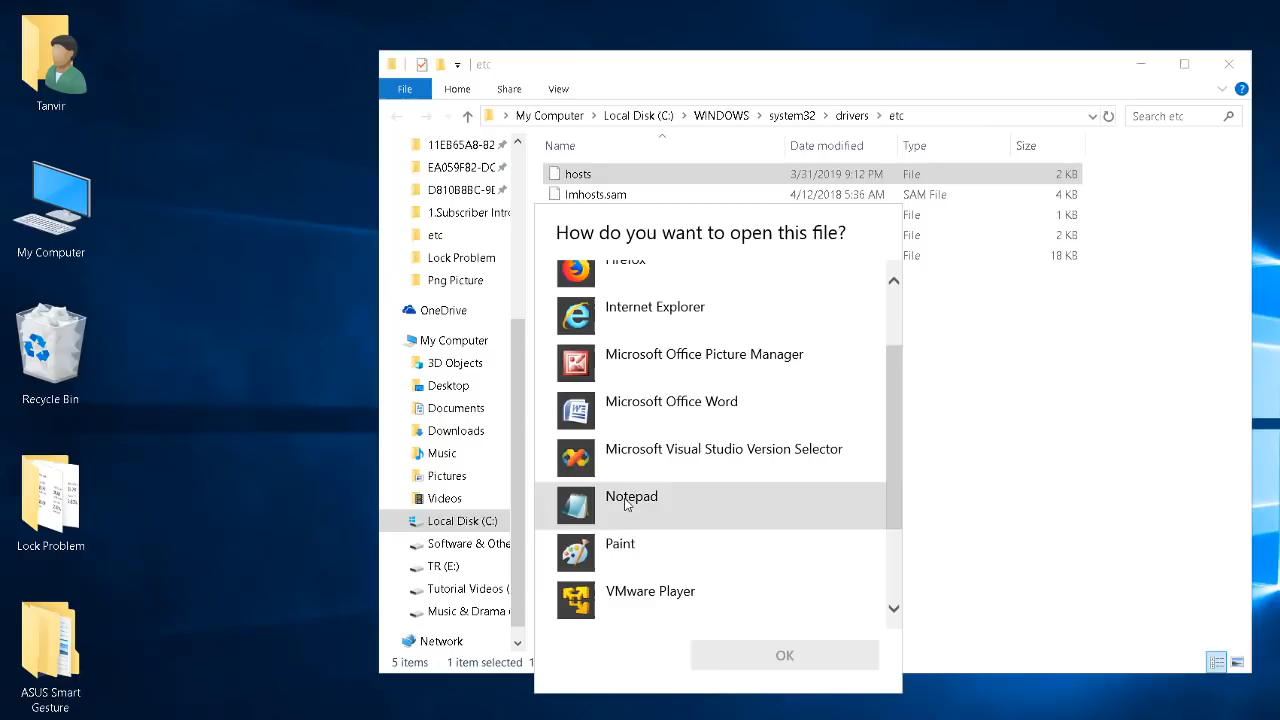 Tanvir
My Computer
Recycle Bin
Lock Problem
ASUS Smart
Gesture
etc
File Home Share View
My Computer Local Disk (C:) WINDOWS system32 drivers etc
Search etc
11EB65A8-82
EA059F82-DC
D810B8BC-9E
1.Subscriber Intr
etc
Lock Problem
Png Picture
OneDrive
My Computer
3D Objects
Desktop
Documents
Downloads
Music
Pictures
Videos
Local Disk (C:)
Software & Othe
TR (E:)
Tutorial Videos (
Music & Drama
Network
Name Date modified Type Size
hosts 3/31/2019 9:12 PM File 2 KB
lmhosts.sam 4/12/2018 5:36 AM SAM File 4 KB
File 1 KB
File 2 KB
File 18 KB
How do you want to open this file?
Firefox
Internet Explorer
Microsoft Office Picture Manager
Microsoft Office Word
Microsoft Visual Studio Version Selector
Notepad
Paint
VMware Player
OK
5 items 1 item selected 1